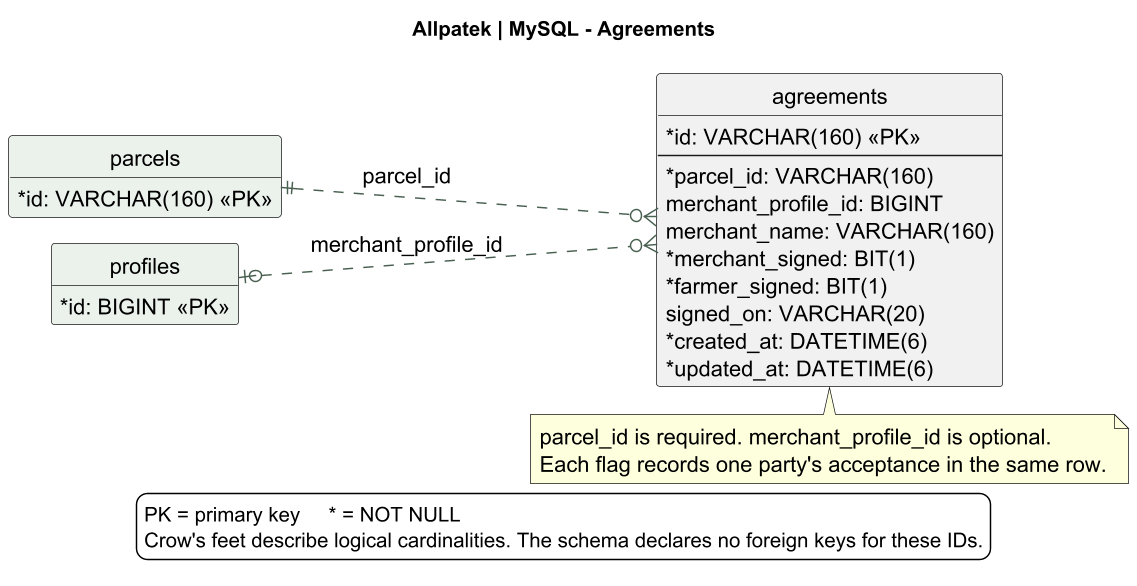 Allpatek | MySQL - Agreements
parcels
*id: VARCHAR(160) «PK»
profiles
*id: BIGINT «PK»
parcel_id
merchant_profile_id
agreements
*id: VARCHAR(160) «PK»
*parcel_id: VARCHAR(160)
merchant_profile_id: BIGINT
merchant_name: VARCHAR(160)
*merchant_signed: BIT(1)
*farmer_signed: BIT(1)
signed_on: VARCHAR(20)
*created_at: DATETIME(6)
*updated_at: DATETIME(6)
parcel_id is required. merchant_profile_id is optional.
Each flag records one party's acceptance in the same row.
PK = primary key     * = NOT NULL
Crow's feet describe logical cardinalities. The schema declares no foreign keys for these IDs.